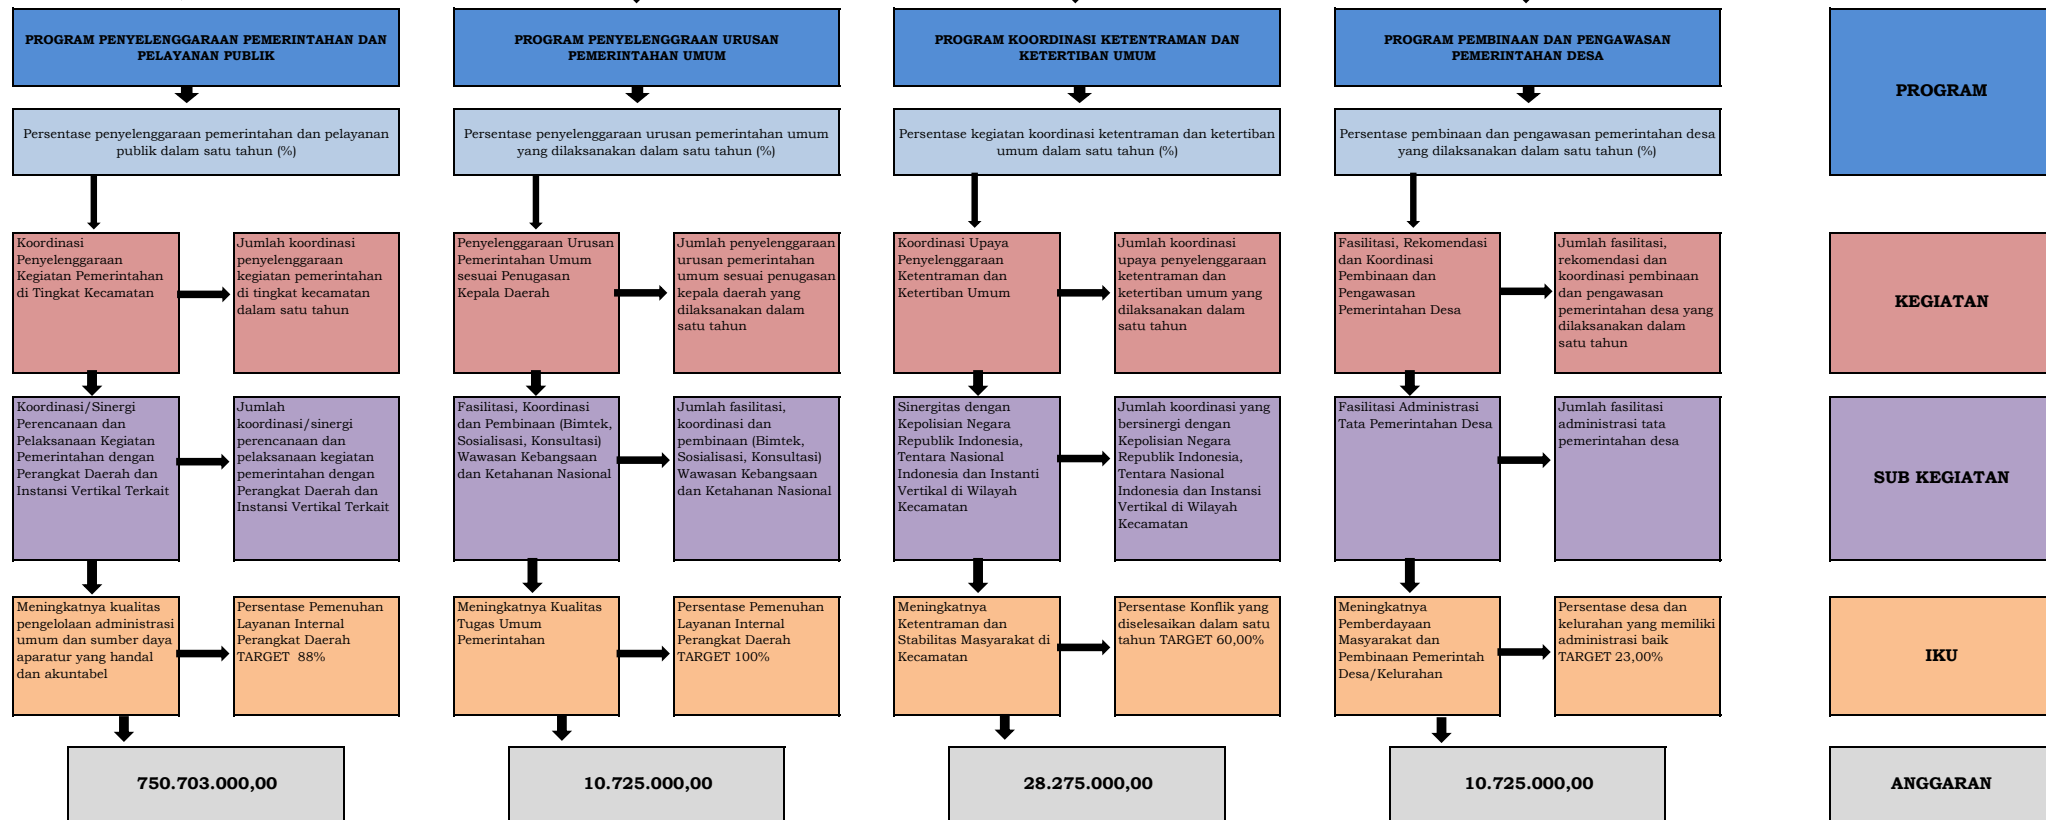 PROGRAM PENYELENGGARAAN PEMERINTAHAN DAN
PELAYANAN PUBLIK
PROGRAM PENYELENGGRAAN URUSAN
PEMERINTAHAN UMUM
PROGRAM KOORDINASI KETENTRAMAN DAN
KETERTIBAN UMUM
PROGRAM PEMBINAAN DAN PENGAWASAN
PEMERINTAHAN DESA
PROGRAM
Persentase penyelenggaraan pemerintahan dan pelayanan
publik dalam satu tahun (%)
Persentase penyelenggaraan urusan pemerintahan umum
yang dilaksanakan dalam satu tahun (%)
Persentase kegiatan koordinasi ketentraman dan ketertiban
umum dalam satu tahun (%)
Persentase pembinaan dan pengawasan pemerintahan desa
yang dilaksanakan dalam satu tahun (%)
Koordinasi
Penyelenggaraan
Kegiatan Pemerintahan
di Tingkat Kecamatan
Jumlah koordinasi
penyelenggaraan
kegiatan pemerintahan
di tingkat kecamatan
dalam satu tahun
Penyelenggaraan Urusan
Pemerintahan Umum
sesuai Penugasan
Kepala Daerah
Jumlah penyelenggaraan
urusan pemerintahan
umum sesuai penugasan
kepala daerah yang
dilaksanakan dalam
satu tahun
Koordinasi Upaya
Penyelenggaraan
Ketentraman dan
Ketertiban Umum
Jumlah koordinasi
upaya penyelenggaraan
ketentraman dan
ketertiban umum yang
dilaksanakan dalam
satu tahun
Fasilitasi, Rekomendasi
dan Koordinasi
Pembinaan dan
Pengawasan
Pemerintahan Desa
Jumlah fasilitasi,
rekomendasi dan
koordinasi pembinaan
dan pengawasan
pemerintahan desa yang
dilaksanakan dalam
satu tahun
KEGIATAN
Koordinasi/Sinergi
Perencanaan dan
Pelaksanaan Kegiatan
Pemerintahan dengan
Perangkat Daerah dan
Instansi Vertikal Terkait
Jumlah
koordinasi/sinergi
perencanaan dan
pelaksanaan kegiatan
pemerintahan dengan
Perangkat Daerah dan
Instansi Vertikal Terkait
Fasilitasi, Koordinasi
dan Pembinaan (Bimtek,
Sosialisasi, Konsultasi)
Wawasan Kebangsaan
dan Ketahanan Nasional
Jumlah fasilitasi,
koordinasi dan
pembinaan (Bimtek,
Sosialisasi, Konsultasi)
Wawasan Kebangsaan
dan Ketahanan Nasional
Sinergitas dengan
Kepolisian Negara
Republik Indonesia,
Tentara Nasional
Indonesia dan Instanti
Vertikal di Wilayah
Kecamatan
Jumlah koordinasi yang
bersinergi dengan
Kepolisian Negara
Republik Indonesia,
Tentara Nasional
Indonesia dan Instansi
Vertikal di Wilayah
Kecamatan
Fasilitasi Administrasi
Tata Pemerintahan Desa
Jumlah fasilitasi
administrasi tata
pemerintahan desa
SUB KEGIATAN
Meningkatnya kualitas
pengelolaan administrasi
umum dan sumber daya
aparatur yang handal
dan akuntabel
Persentase Pemenuhan
Layanan Internal
Perangkat Daerah
TARGET 88%
Meningkatnya Kualitas
Tugas Umum
Pemerintahan
Persentase Pemenuhan
Layanan Internal
Perangkat Daerah
TARGET 100%
Meningkatnya
Ketentraman dan
Stabilitas Masyarakat di
Kecamatan
Persentase Konflik yang
diselesaikan dalam satu
tahun TARGET 60,00%
Meningkatnya
Pemberdayaan
Masyarakat dan
Pembinaan Pemerintah
Desa/Kelurahan
Persentase desa dan
kelurahan yang memiliki
administrasi baik
TARGET 23,00%
IKU
750.703.000,00
10.725.000,00
28.275.000,00
10.725.000,00
ANGGARAN